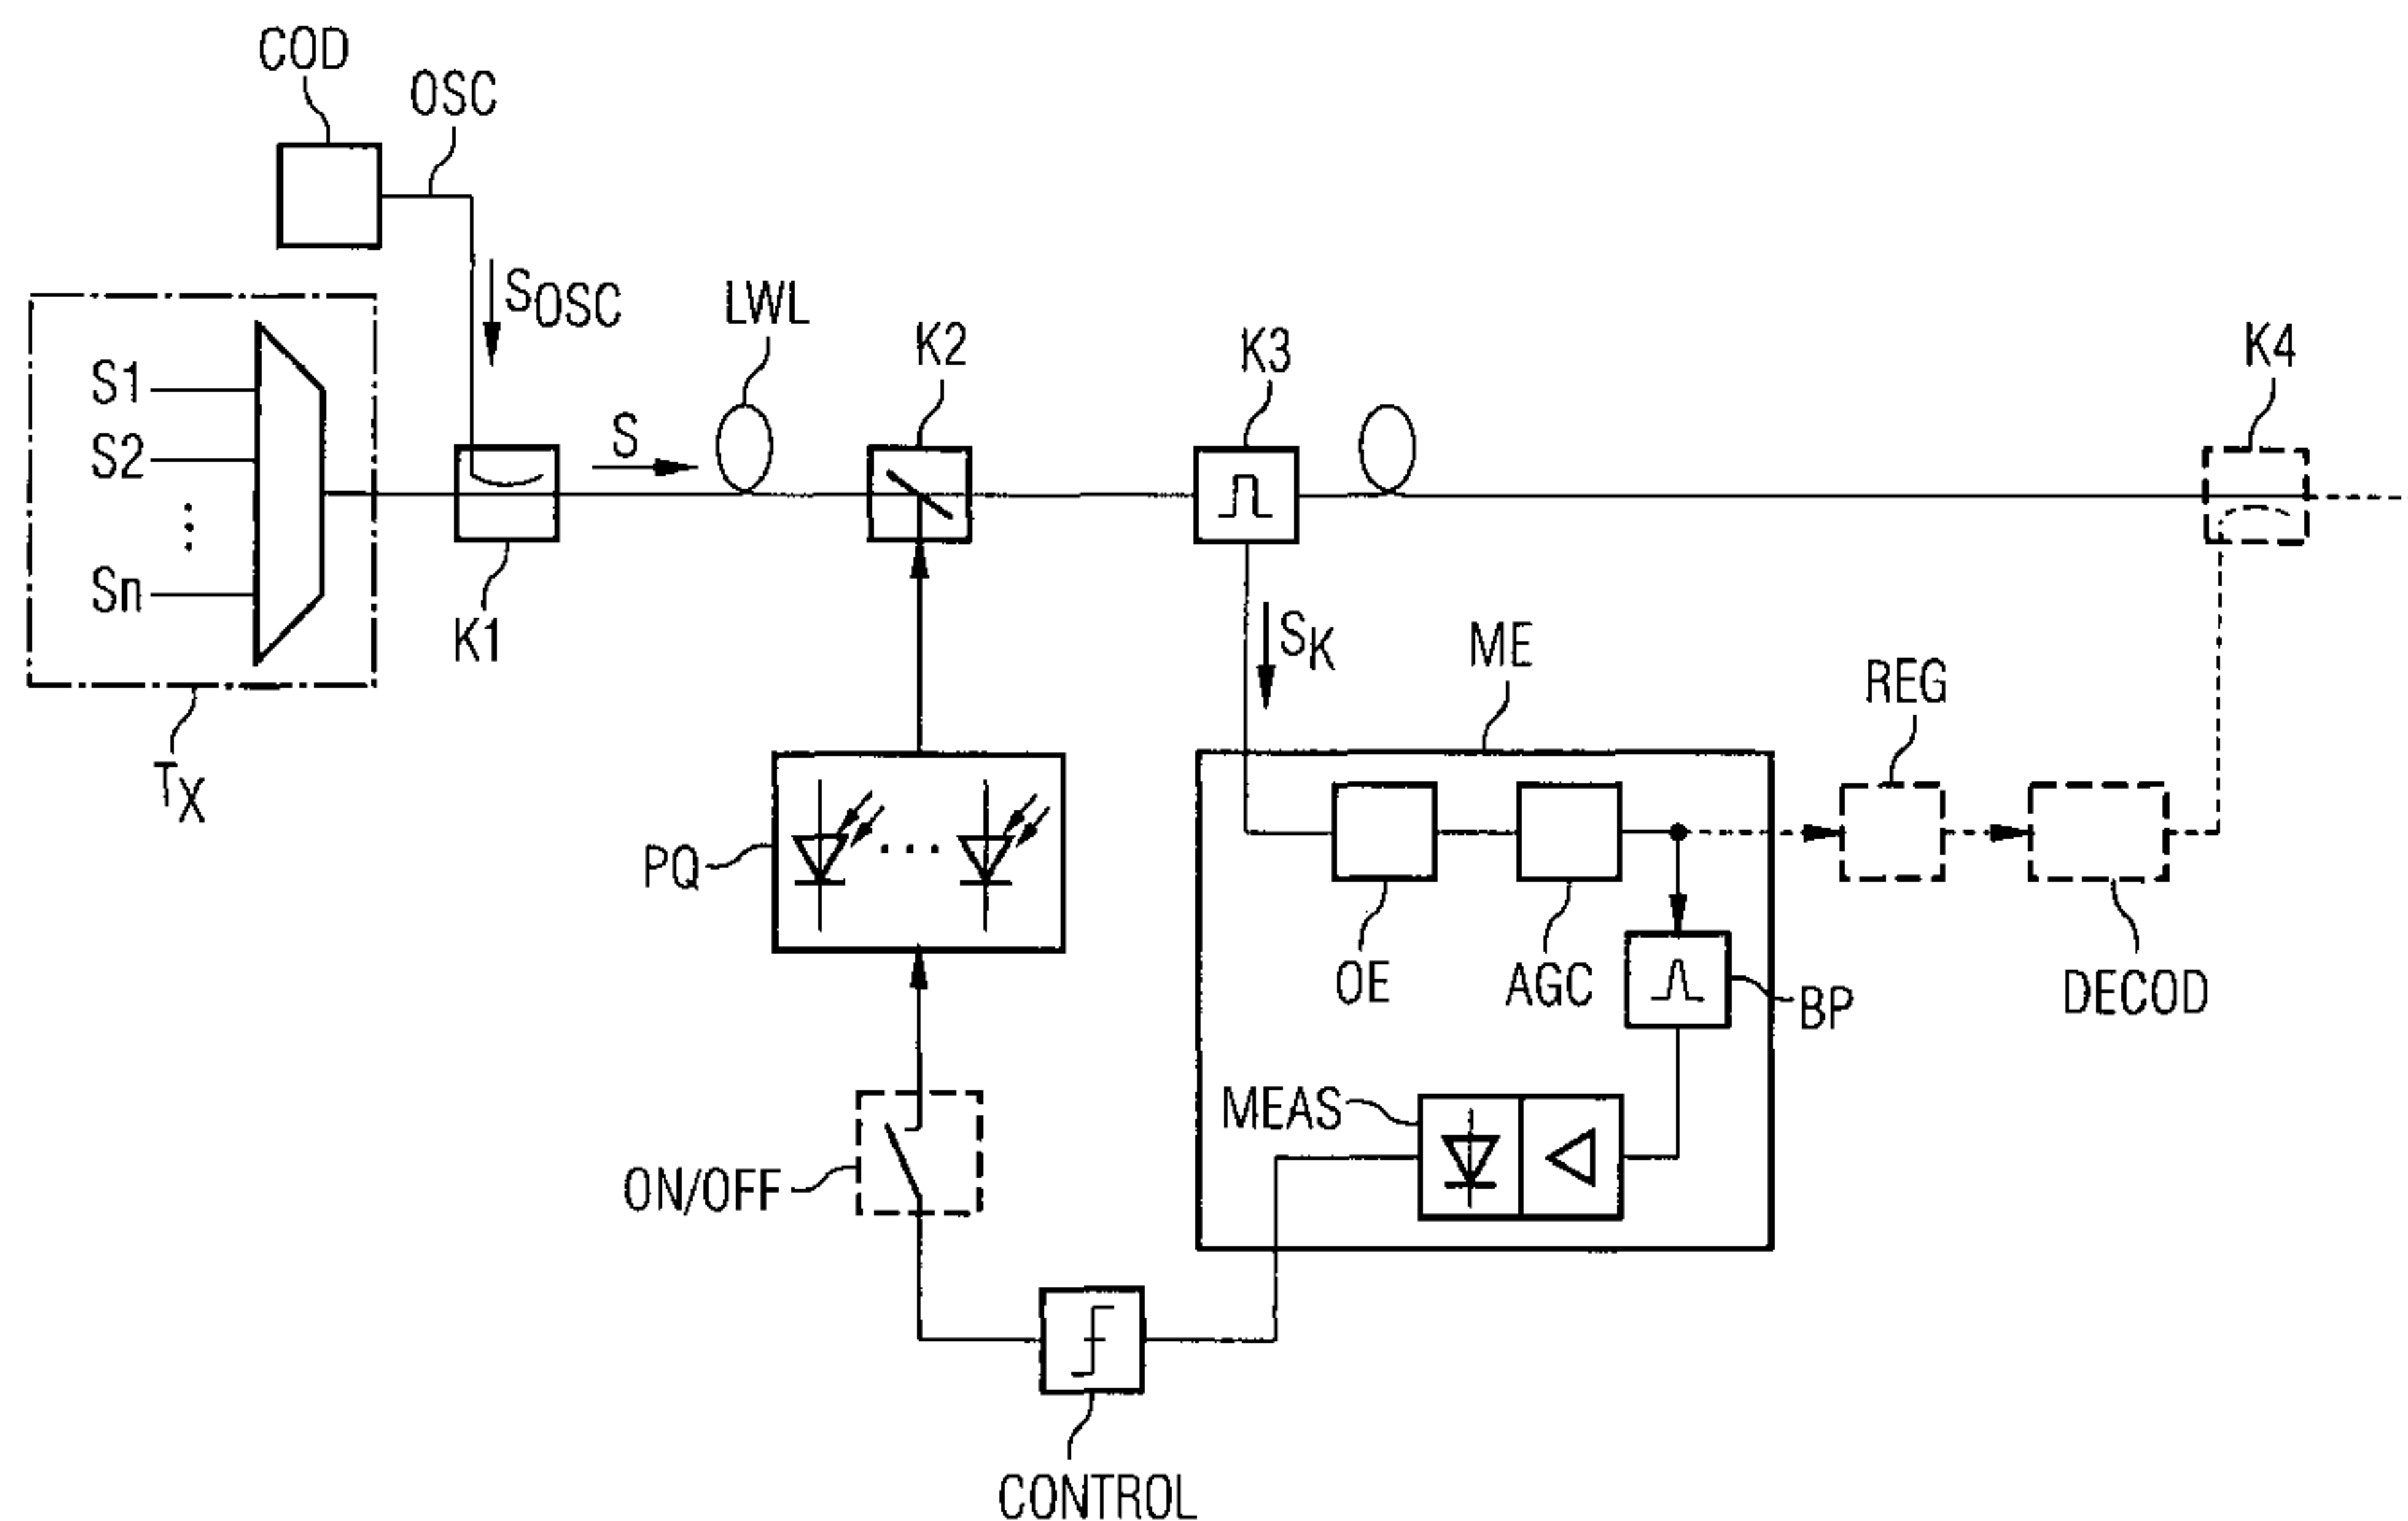 COD
OSC
SOSC
LWL
K2
K3
K4
S1
S2
Sn
S
K1
TX
SK
ME
REG
PQ
OE
AGC
BP
DECOD
MEAS
ON/OFF
CONTROL